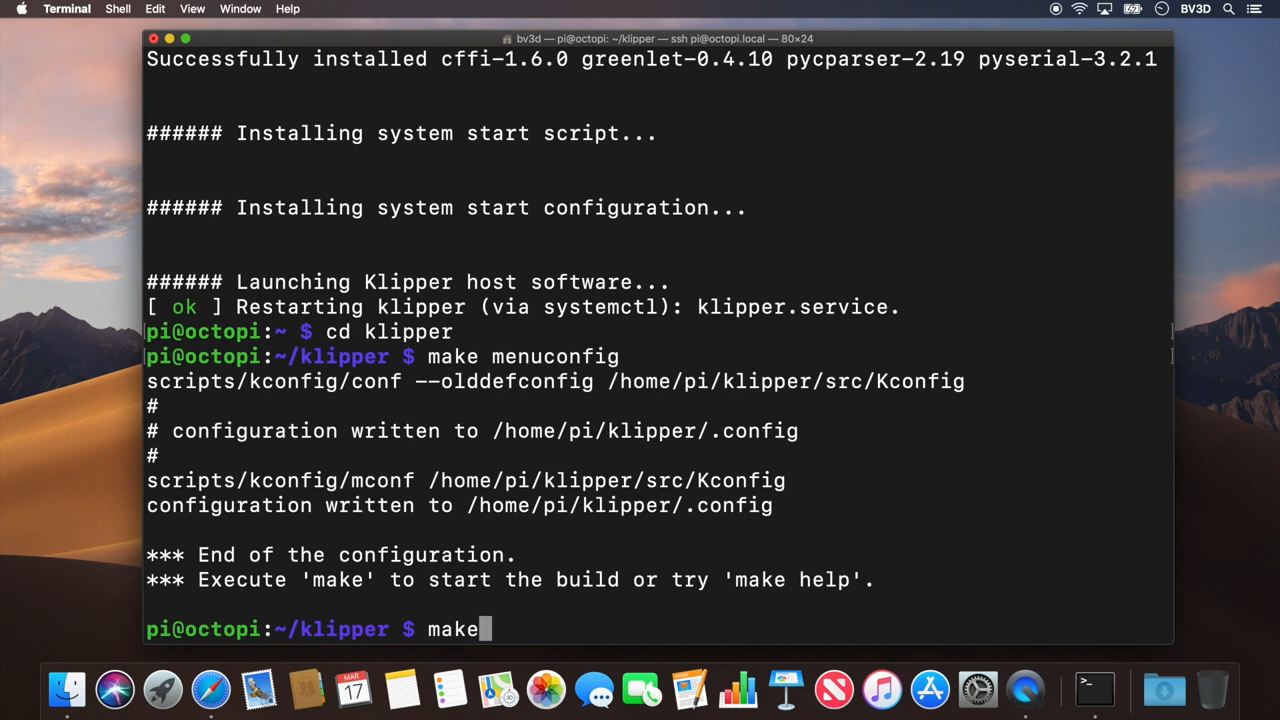 Terminal Shell Edit View Window Help BV3D
bv3d — pi@octopi: ~/klipper — ssh pi@octopi.local — 80×24
Successfully installed cffi-1.6.0 greenlet-0.4.10 pycparser-2.19 pyserial-3.2.1
###### Installing system start script...
###### Installing system start configuration...
###### Launching Klipper host software...
[ ok ] Restarting klipper (via systemctl): klipper.service.
pi@octopi:~ $ cd klipper
pi@octopi:~/klipper $ make menuconfig
scripts/kconfig/conf --olddefconfig /home/pi/klipper/src/Kconfig
#
# configuration written to /home/pi/klipper/.config
#
scripts/kconfig/mconf /home/pi/klipper/src/Kconfig
configuration written to /home/pi/klipper/.config
*** End of the configuration.
*** Execute 'make' to start the build or try 'make help'.
pi@octopi:~/klipper $ make
MAR
17